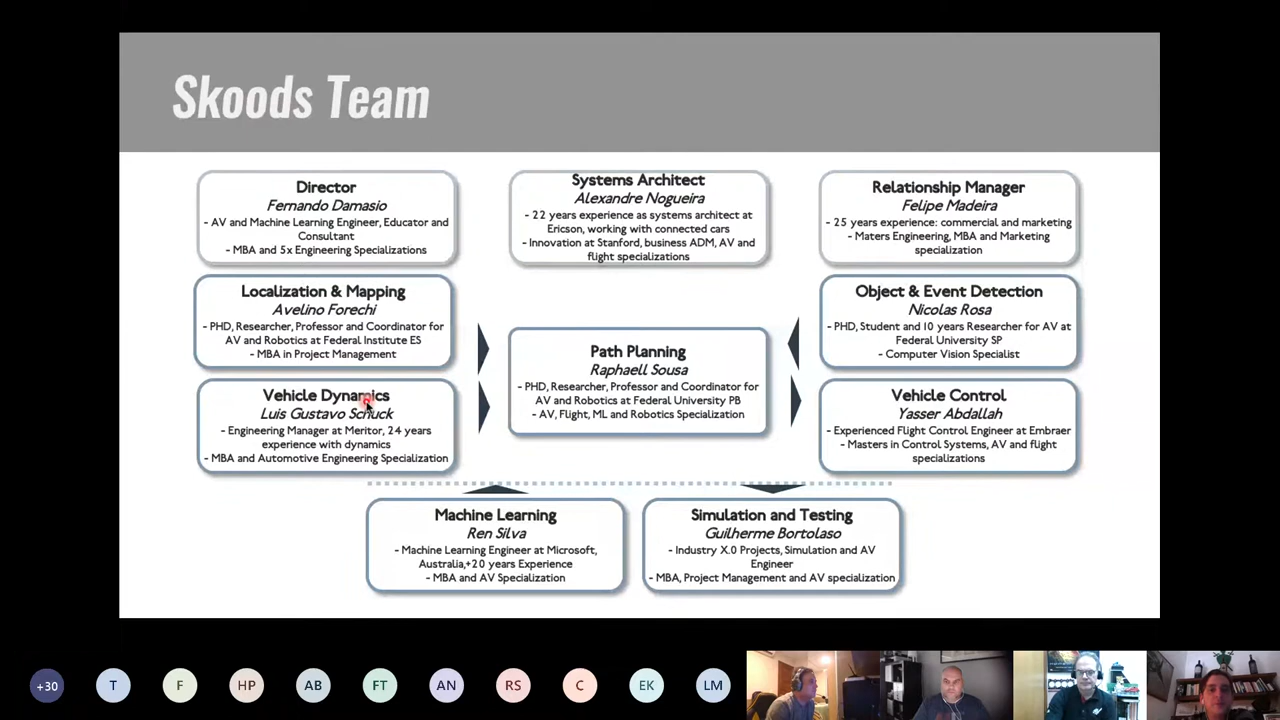 Skoods Team
Director
Fernando Damasio
- AV and Machine Learning Engineer, Educator and
Consultant
- MBA and 5x Engineering Specializations
Systems Architect
Alexandre Nogueira
- 22 years experience as systems architect at
Ericson, working with connected cars
- Innovation at Stanford, business ADM, AV and
flight specializations
Relationship Manager
Felipe Madeira
- 25 years experience: commercial and marketing
- Maters Engineering, MBA and Marketing
specialization
Localization & Mapping
Avelino Forechi
- PHD, Researcher, Professor and Coordinator for
AV and Robotics at Federal Institute ES
- MBA in Project Management
Object & Event Detection
Nicolas Rosa
- PHD, Student and 10 years Researcher for AV at
Federal University SP
- Computer Vision Specialist
Path Planning
Raphaell Sousa
- PHD, Researcher, Professor and Coordinator for
AV and Robotics at Federal University PB
- AV, Flight, ML and Robotics Specialization
Vehicle Dynamics
Luis Gustavo Schuck
- Engineering Manager at Meritor, 24 years
experience with dynamics
- MBA and Automotive Engineering Specialization
Vehicle Control
Yasser Abdallah
- Experienced Flight Control Engineer at Embraer
- Masters in Control Systems, AV and flight
specializations
Machine Learning
Ren Silva
- Machine Learning Engineer at Microsoft,
Australia,+20 years Experience
- MBA and AV Specialization
Simulation and Testing
Guilherme Bortolaso
- Industry X.0 Projects, Simulation and AV
Engineer
- MBA, Project Management and AV specialization
+30 T F HP AB FT AN RS C EK LM